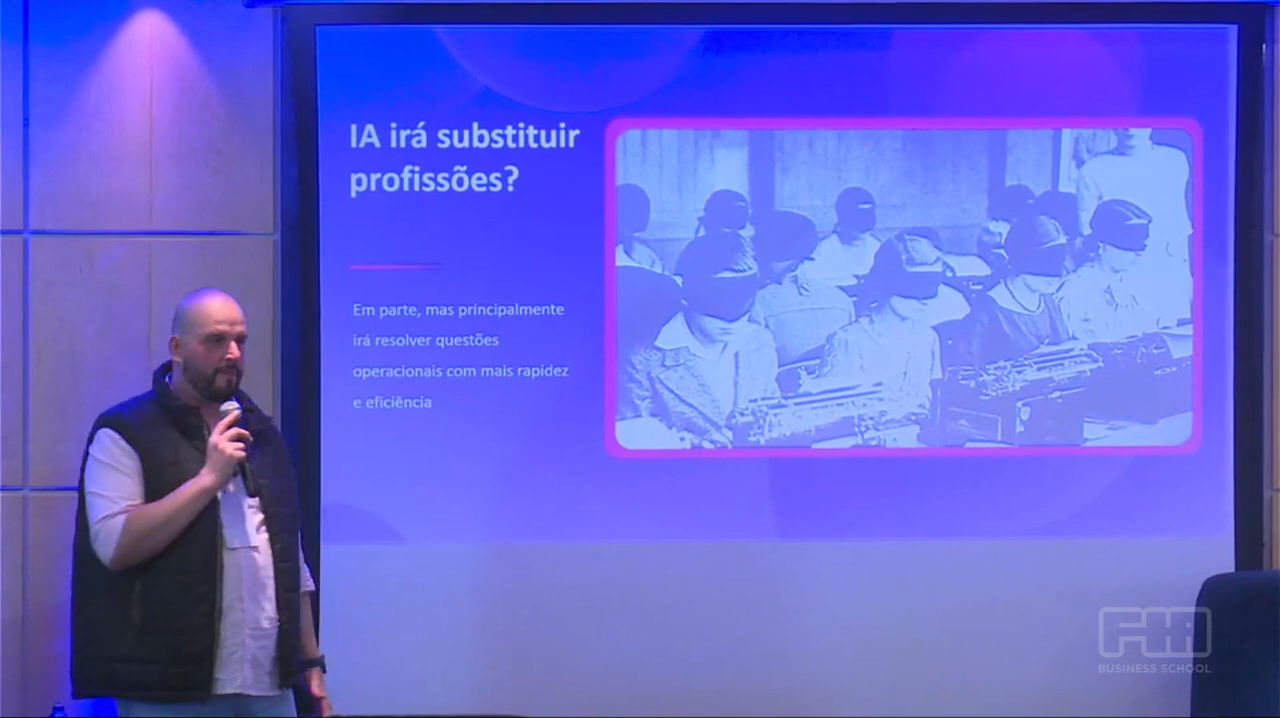 IA irá substituir
profissões?
Em parte, mas principalmente
irá resolver questões
operacionais com mais rapidez
e eficiência
FIA
BUSINESS SCHOOL